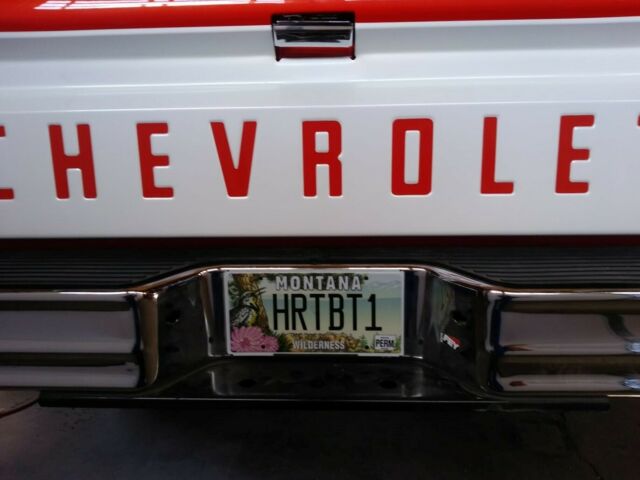 CHEVROLET
MONTANA
HRTBT1
WILDERNESS
PERM